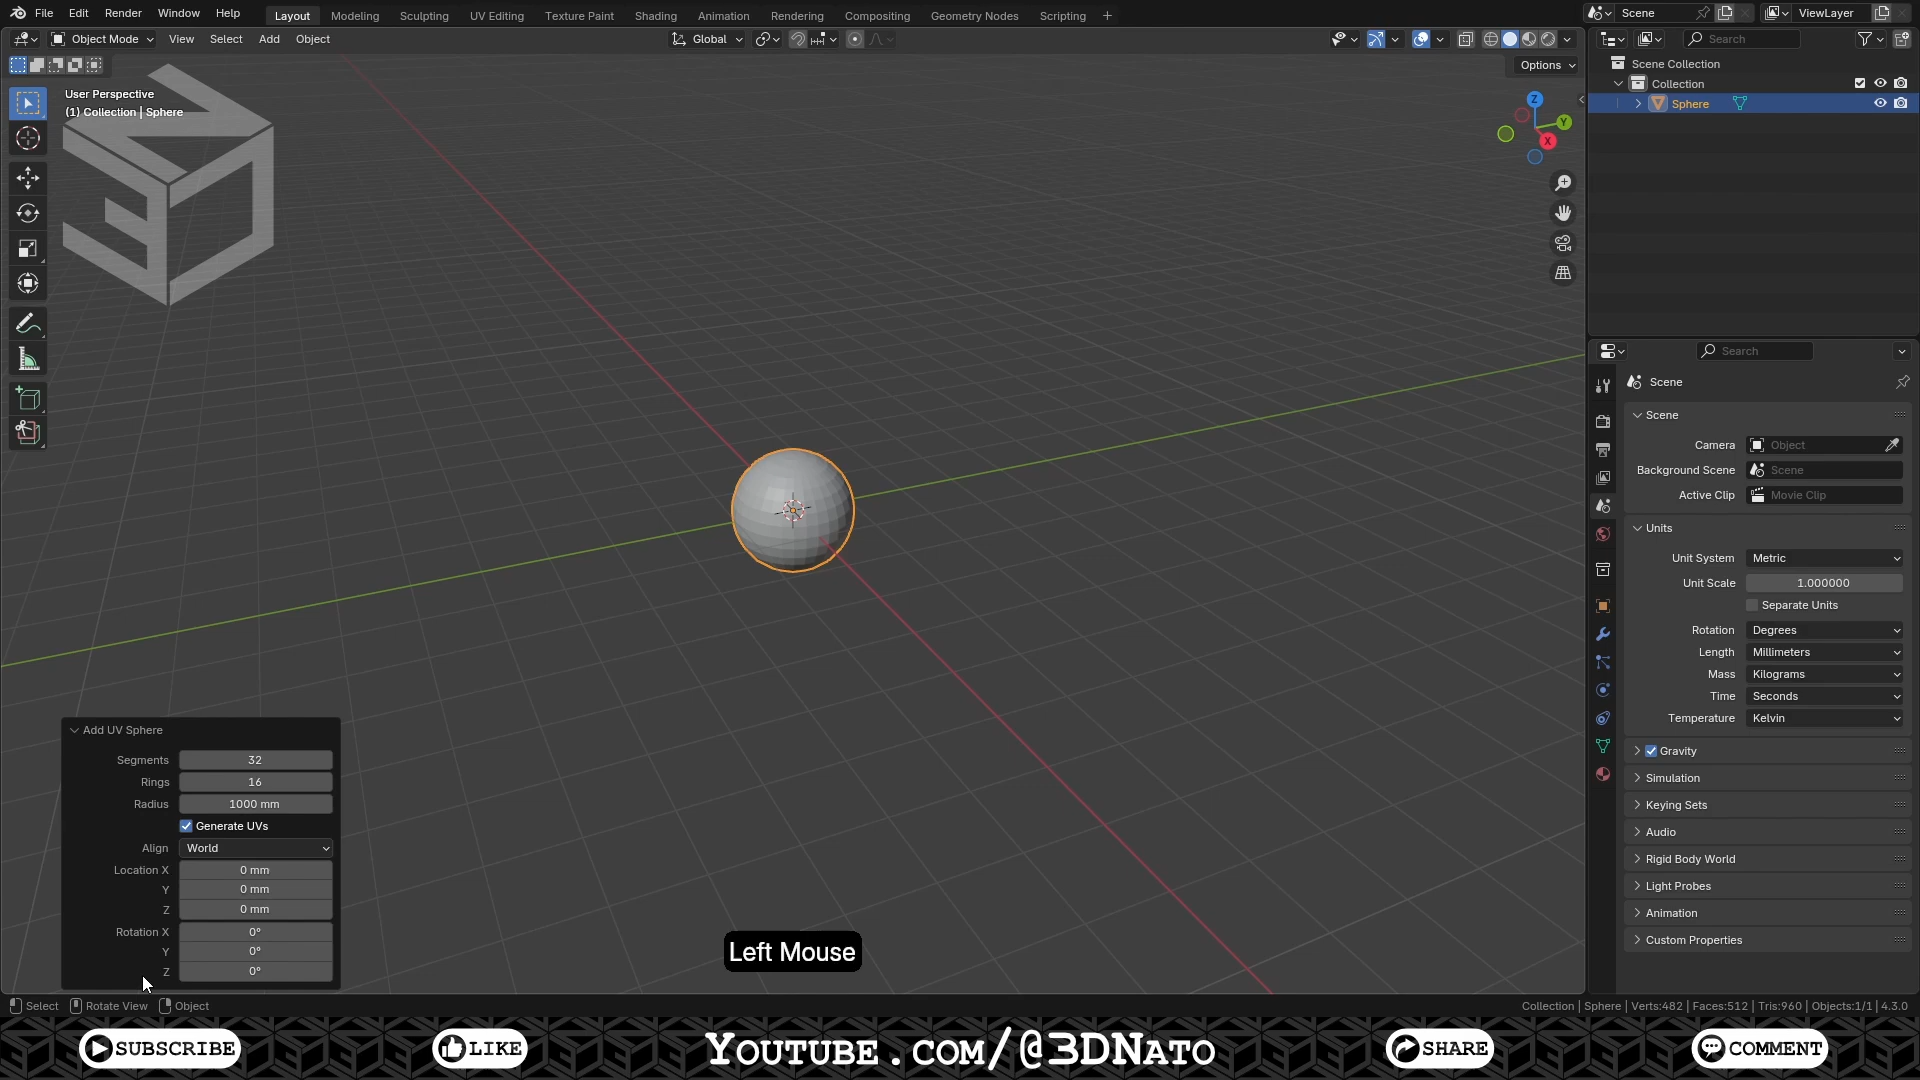 File Edit Render Window Help Layout Modeling Sculpting UV Editing Texture Paint Shading Animation Rendering Compositing Geometry Nodes Scripting + Scene ViewLayer
Object Mode View Select Add Object Global Search
Options
User Perspective
(1) Collection | Sphere
Z
Y
X
Scene Collection
Collection
Sphere
Search
Scene
Scene
Camera Object
Background Scene Scene
Active Clip Movie Clip
Units
Unit System Metric
Unit Scale 1.000000
Separate Units
Rotation Degrees
Length Millimeters
Mass Kilograms
Time Seconds
Temperature Kelvin
Gravity
Simulation
Keying Sets
Audio
Rigid Body World
Light Probes
Animation
Custom Properties
Add UV Sphere
Segments 32
Rings 16
Radius 1000 mm
Generate UVs
Align World
Location X 0 mm
Y 0 mm
Z 0 mm
Rotation X 0°
Y 0°
Z 0°
Left Mouse
Select Rotate View Object Collection | Sphere | Verts:482 | Faces:512 | Tris:960 | Objects:1/1 | 4.3.0
SUBSCRIBE LIKE YOUTUBE.COM/@3DNATO SHARE COMMENT